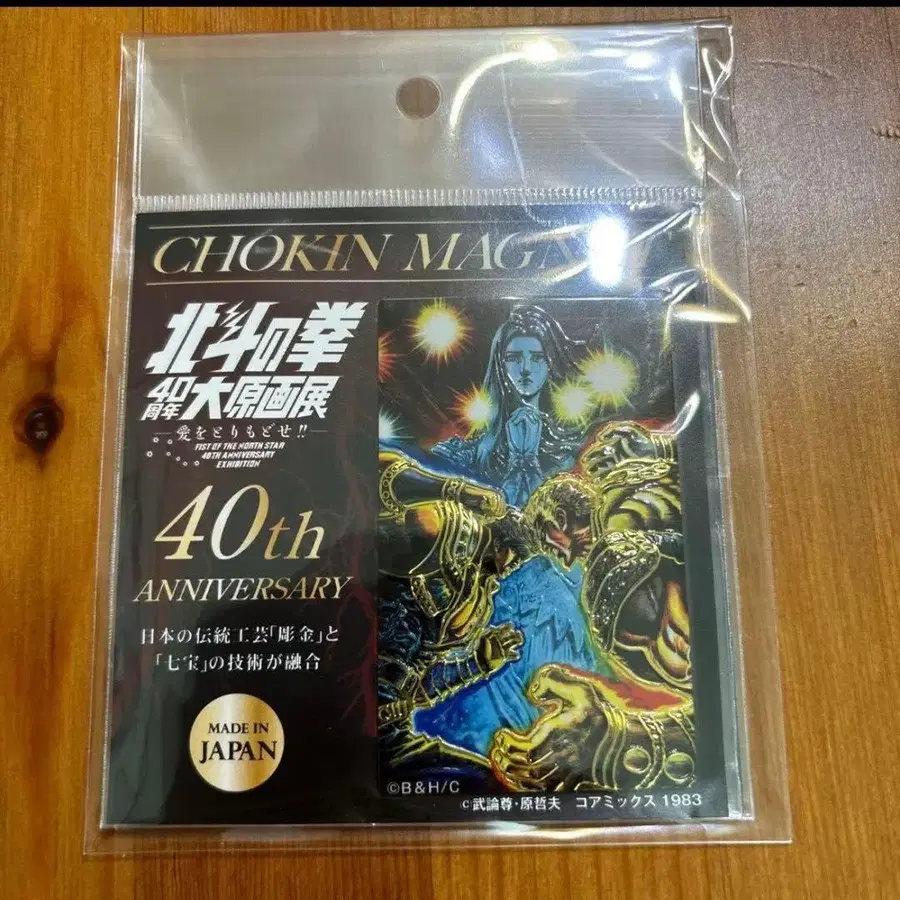 CHOKIN MAGNET
北斗の拳
40周年 大原画展
―愛をとりもどせ!!―
FIST OF THE NORTH STAR
40TH ANNIVERSARY
EXHIBITION
40th
ANNIVERSARY
日本の伝統工芸「彫金」と
「七宝」の技術が融合
MADE IN
JAPAN
©B&H/C
©武論尊・原哲夫 コアミックス 1983